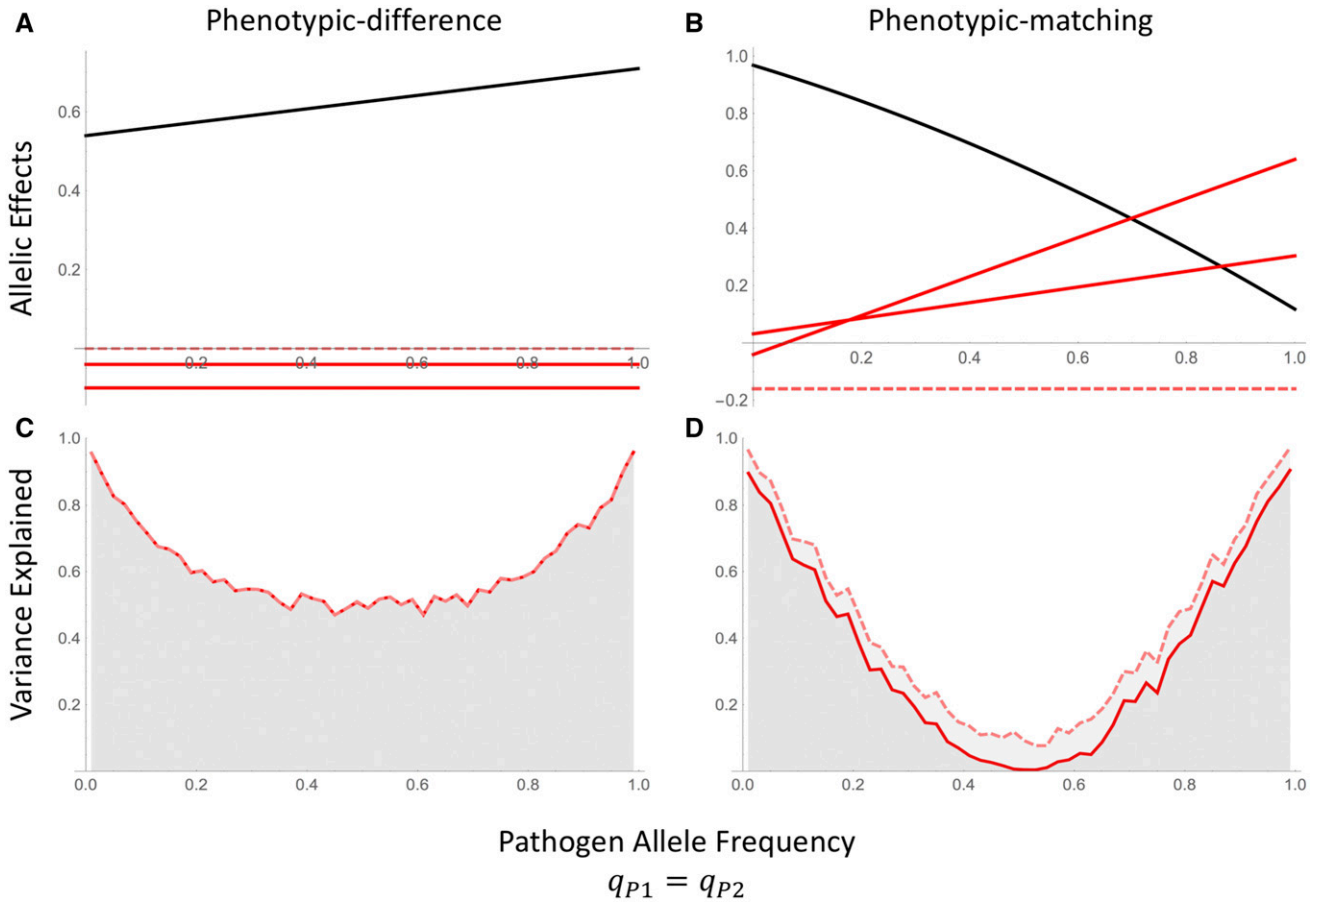 A Phenotypic-difference
B Phenotypic-matching
Allelic Effects
0.6
0.4
0.2
0.2 0.4 0.6 0.8 1.0
1.0
0.8
0.6
0.4
0.2
−0.2
0.2 0.4 0.6 0.8 1.0
C
D
Variance Explained
1.0
0.8
0.6
0.4
0.2
0.0 0.2 0.4 0.6 0.8 1.0
1.0
0.8
0.6
0.4
0.2
0.0 0.2 0.4 0.6 0.8 1.0
Pathogen Allele Frequency
qP1 = qP2